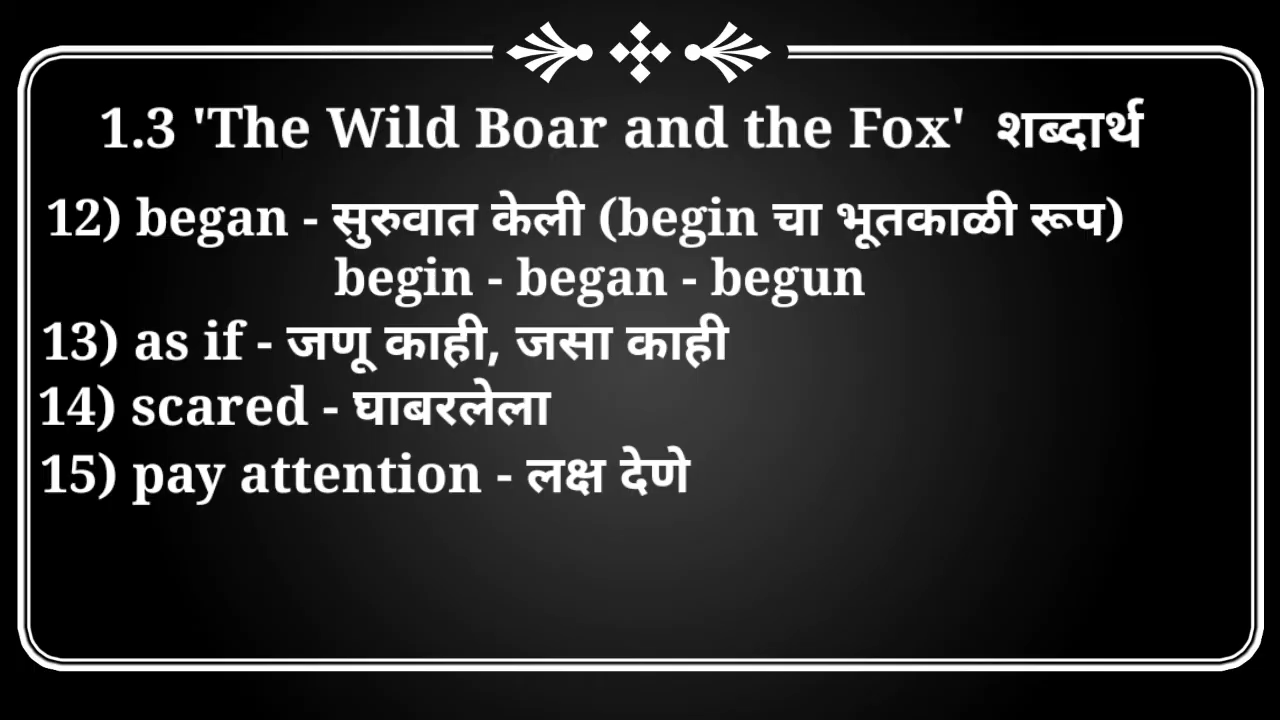 1.3 'The Wild Boar and the Fox' शब्दार्थ
12) began - सुरुवात केली (begin चा भूतकाळी रूप)
begin - began - begun
13) as if - जणू काही, जसा काही
14) scared - घाबरलेला
15) pay attention - लक्ष देणे